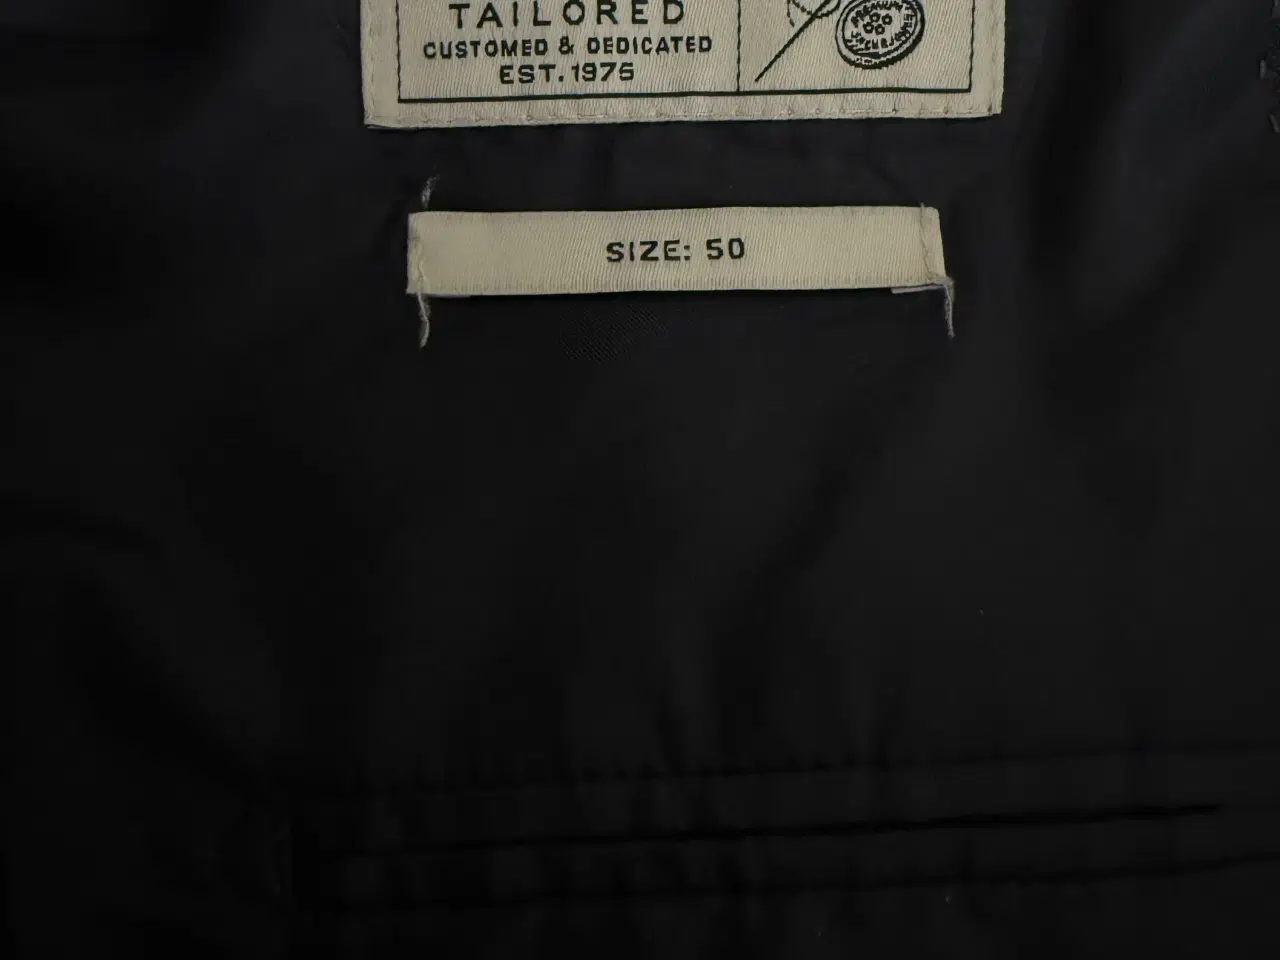 TAILORED
CUSTOMED & DEDICATED
EST. 1975
SIZE: 50